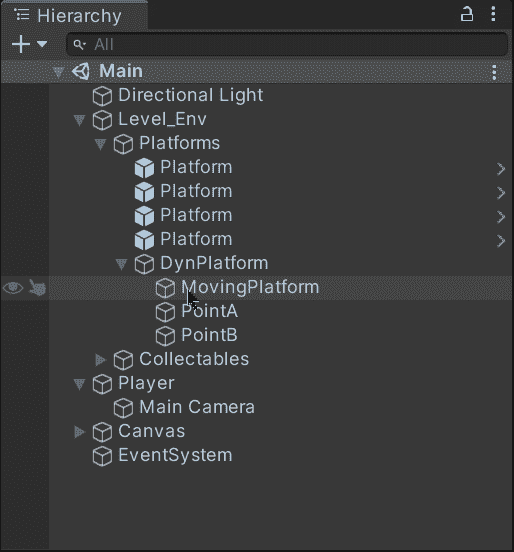 Hierarchy
All
Main
Directional Light
Level_Env
Platforms
Platform
Platform
Platform
Platform
DynPlatform
MovingPlatform
PointA
PointB
Collectables
Player
Main Camera
Canvas
EventSystem